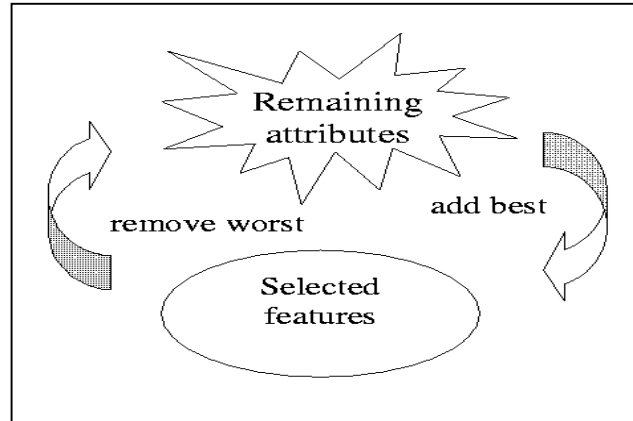 Remaining
attributes
add best
remove worst
Selected
features